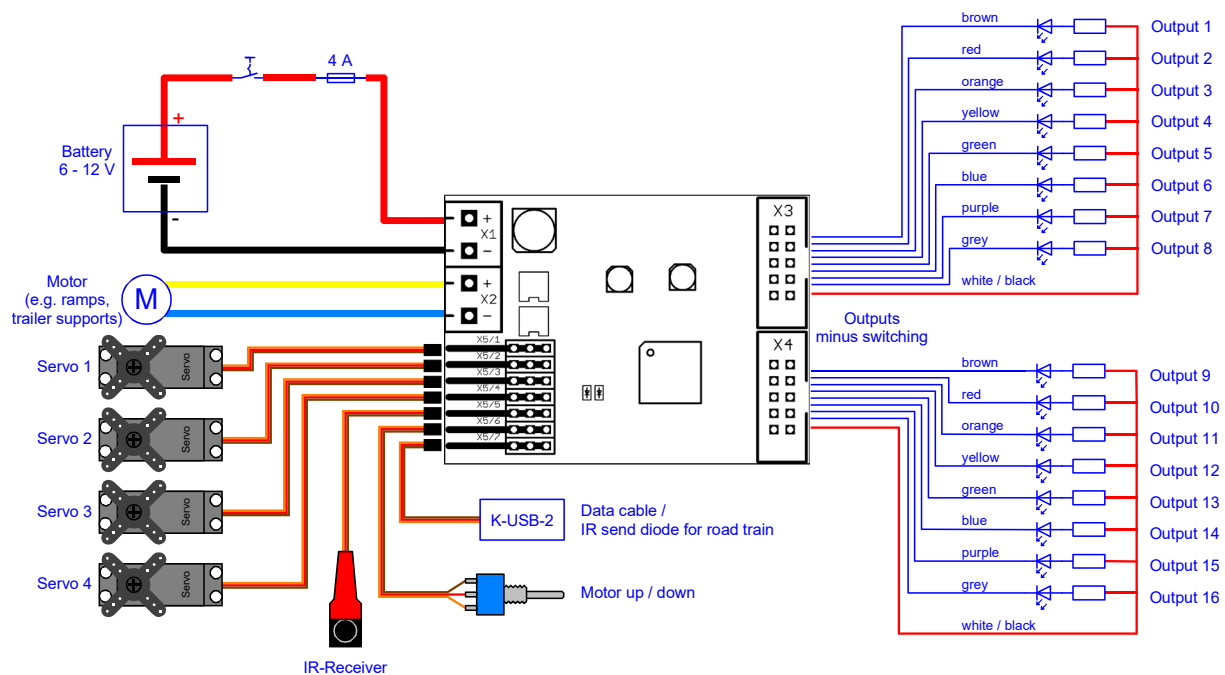 4 A
+
Battery
6 - 12 V
-
Motor
(e.g. ramps,
trailer supports)
M
Servo 1
Servo
Servo 2
Servo
Servo 3
Servo
Servo 4
Servo
+
X1
-
+
X2
-
X5/1
X5/2
X5/3
X5/4
X5/5
X5/6
X5/7
X3
X4
K-USB-2
Data cable /
IR send diode for road train
Motor up / down
IR-Receiver
brown
Output 1
red
Output 2
orange
Output 3
yellow
Output 4
green
Output 5
blue
Output 6
purple
Output 7
grey
Output 8
white / black
Outputs
minus switching
brown
Output 9
red
Output 10
orange
Output 11
yellow
Output 12
green
Output 13
blue
Output 14
purple
Output 15
grey
Output 16
white / black